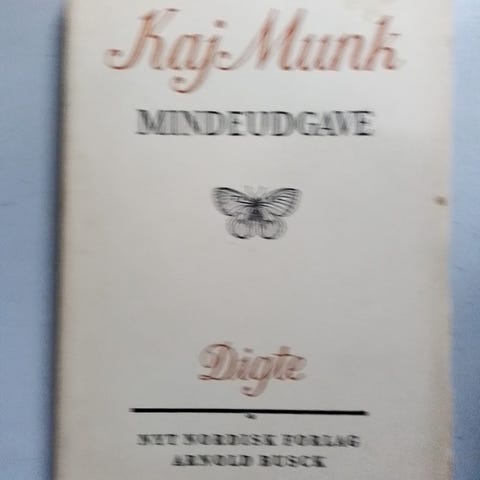 Kaj Munk
MINDEUDGAVE
Digte
NYT NORDISK FORLAG
ARNOLD BUSCK